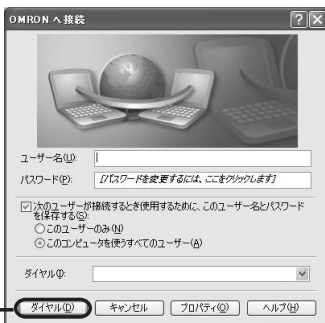 OMRON へ接続
ユーザー名(U):
パスワード(P): [パスワードを変更するには、ここをクリックします]
次のユーザーが接続するとき使用するために、このユーザー名とパスワード
を保存する(S):
このユーザーのみ(N)
このコンピュータを使うすべてのユーザー(A)
ダイヤル(I):
ダイヤル(D) キャンセル プロパティ(O) ヘルプ(H)